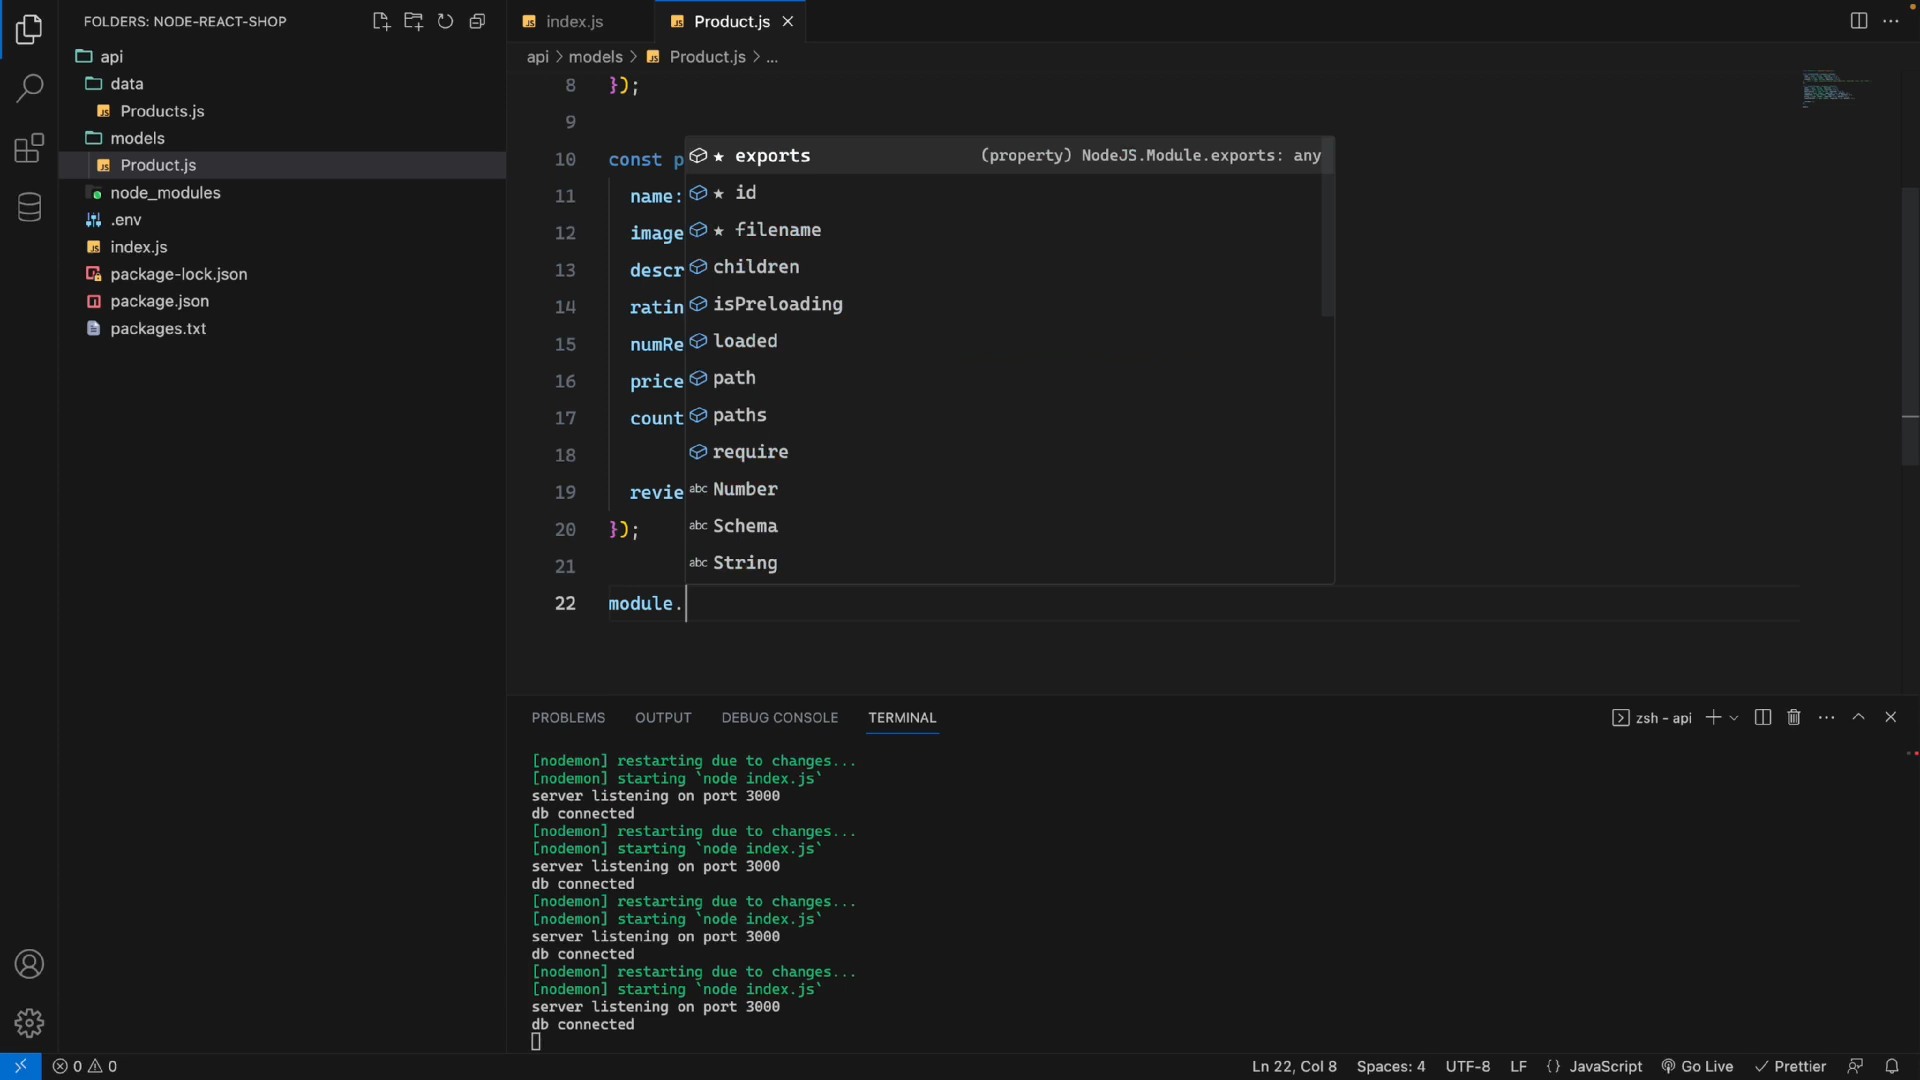 FOLDERS: NODE-REACT-SHOP
api
data
Products.js
models
Product.js
node_modules
.env
index.js
package-lock.json
package.json
packages.txt
index.js
Product.js
api > models > Product.js > ...
8 });
9
10 const p
11 name:
12 image
13 descr
14 ratin
15 numRe
16 price
17 count
18
19 revie
20 });
21
22 module.
★ exports (property) NodeJS.Module.exports: any
★ id
★ filename
children
isPreloading
loaded
path
paths
require
abc Number
abc Schema
abc String
PROBLEMS OUTPUT DEBUG CONSOLE TERMINAL
zsh - api
[nodemon] restarting due to changes...
[nodemon] starting `node index.js`
server listening on port 3000
db connected
[nodemon] restarting due to changes...
[nodemon] starting `node index.js`
server listening on port 3000
db connected
[nodemon] restarting due to changes...
[nodemon] starting `node index.js`
server listening on port 3000
db connected
[nodemon] restarting due to changes...
[nodemon] starting `node index.js`
server listening on port 3000
db connected
0 0
Ln 22, Col 8 Spaces: 4 UTF-8 LF {} JavaScript Go Live Prettier